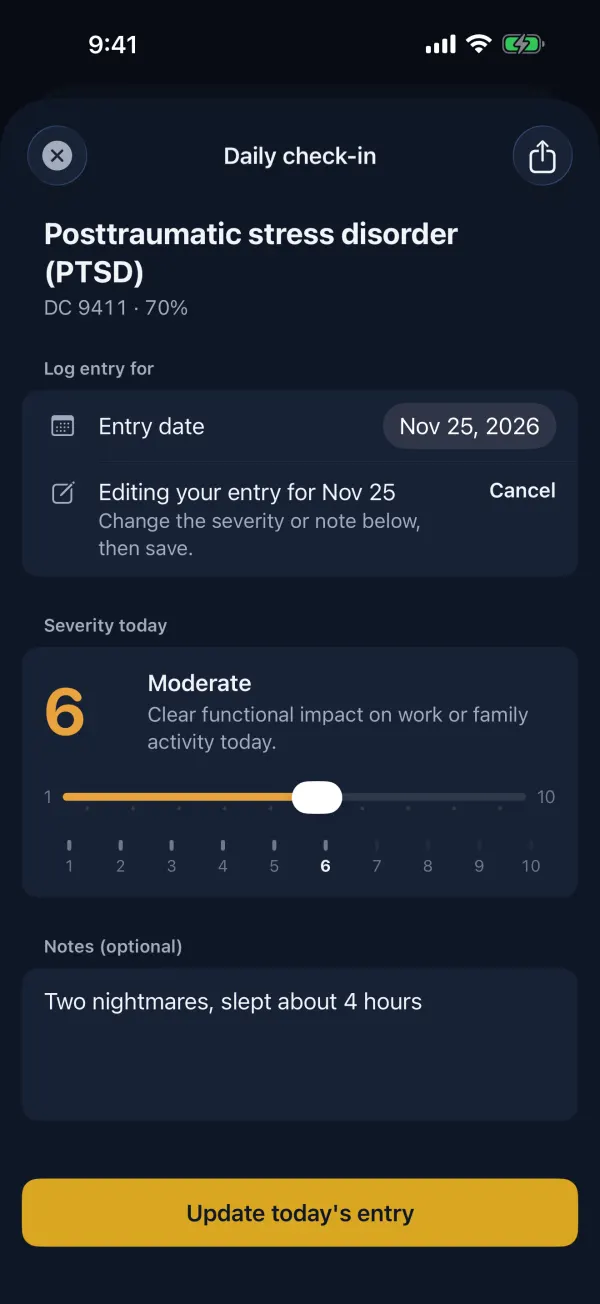 9:41
Daily check-in
Posttraumatic stress disorder
(PTSD)
DC 9411 · 70%
Log entry for
Entry date
Nov 25, 2026
Editing your entry for Nov 25
Cancel
Change the severity or note below,
then save.
Severity today
6
Moderate
Clear functional impact on work or family
activity today.
1
10
1 2 3 4 5 6 7 8 9 10
Notes (optional)
Two nightmares, slept about 4 hours
Update today's entry